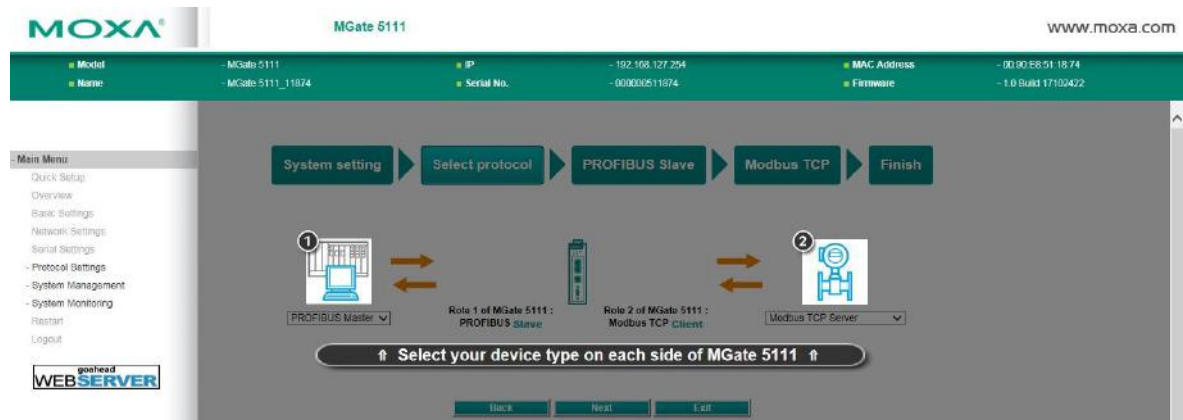 MOXA®
MGate 5111
www.moxa.com
Model - MGate 5111 IP - 192.168.127.254 MAC Address - 00:90:E8:51:18:74
Name - MGate 5111_11874 Serial No. - 000000511874 Firmware - 1.0 Build 17102422
- Main Menu
Quick Setup
Overview
Basic Settings
Network Settings
Serial Settings
- Protocol Settings
- System Management
- System Monitoring
Restart
Logout
goahead
WEBSERVER
System setting Select protocol PROFIBUS Slave Modbus TCP Finish
1 2
PROFIBUS Master
Role 1 of MGate 5111 :
PROFIBUS Slave
Role 2 of MGate 5111 :
Modbus TCP Client
Modbus TCP Server
⇑ Select your device type on each side of MGate 5111 ⇑
Back Next Exit